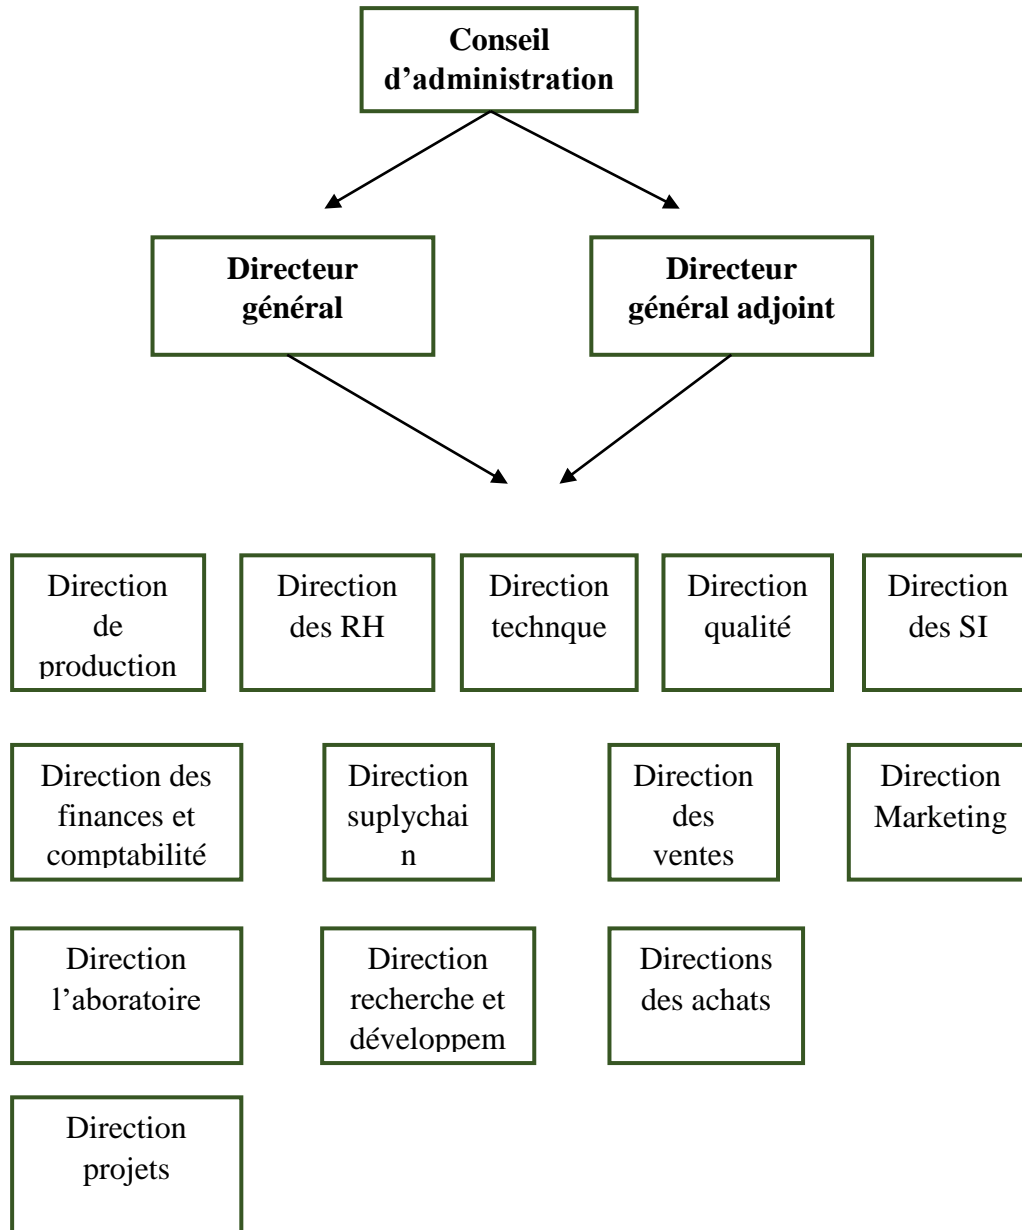 Conseil
d’administration
Directeur
général
Directeur
général adjoint
Direction
de
production
Direction
des RH
Direction
technque
Direction
qualité
Direction
des SI
Direction des
finances et
comptabilité
Direction
suplychai
n
Direction
des
ventes
Direction
Marketing
Direction
l’aboratoire
Direction
recherche et
développem
Directions
des achats
Direction
projets